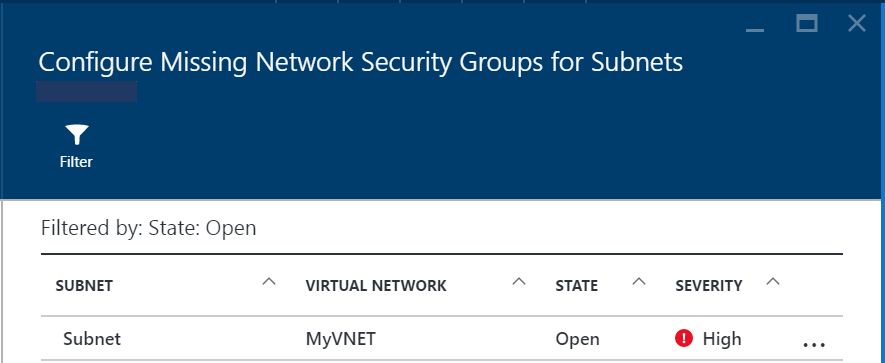 Configure Missing Network Security Groups for Subnets
Filter
Filtered by: State: Open
SUBNET VIRTUAL NETWORK STATE SEVERITY
Subnet MyVNET Open High ...